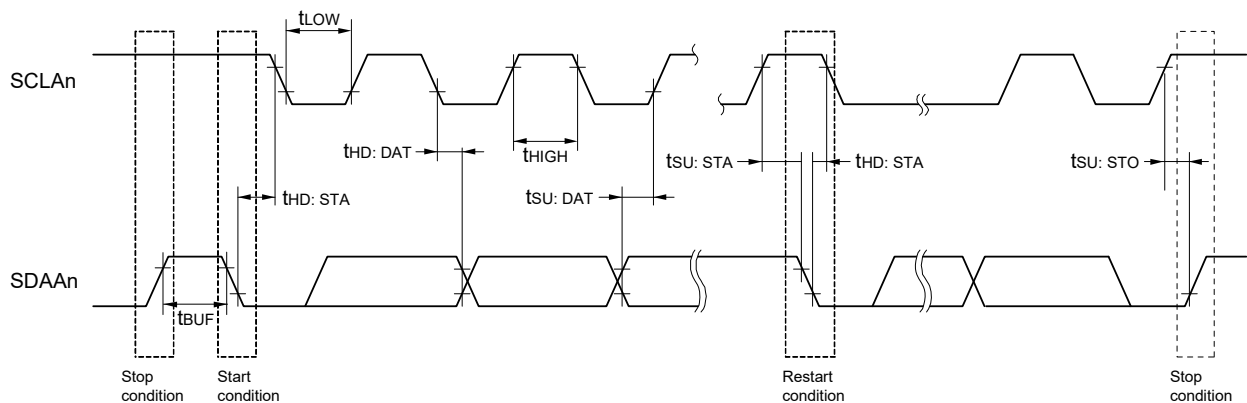 tLOW
SCLAn
tHD: DAT
tHIGH
tSU: STA
tHD: STA
tSU: STO
tHD: STA
tSU: DAT
SDAAn
tBUF
Stop
condition
Start
condition
Restart
condition
Stop
condition